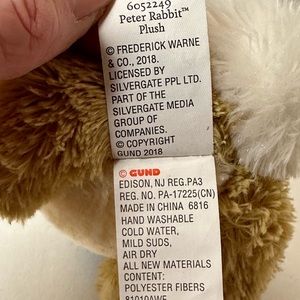 6052249
Peter Rabbit™
Plush
© FREDERICK WARNE
& CO., 2018.
LICENSED BY
SILVERGATE PPL LTD.
PART OF THE
SILVERGATE MEDIA
GROUP OF
COMPANIES.
© COPYRIGHT
GUND 2018
© GUND
EDISON, NJ REG.PA3
REG. NO. PA-17225(CN)
MADE IN CHINA 6816
HAND WASHABLE
COLD WATER,
MILD SUDS,
AIR DRY
ALL NEW MATERIALS
CONTENT:
POLYESTER FIBERS